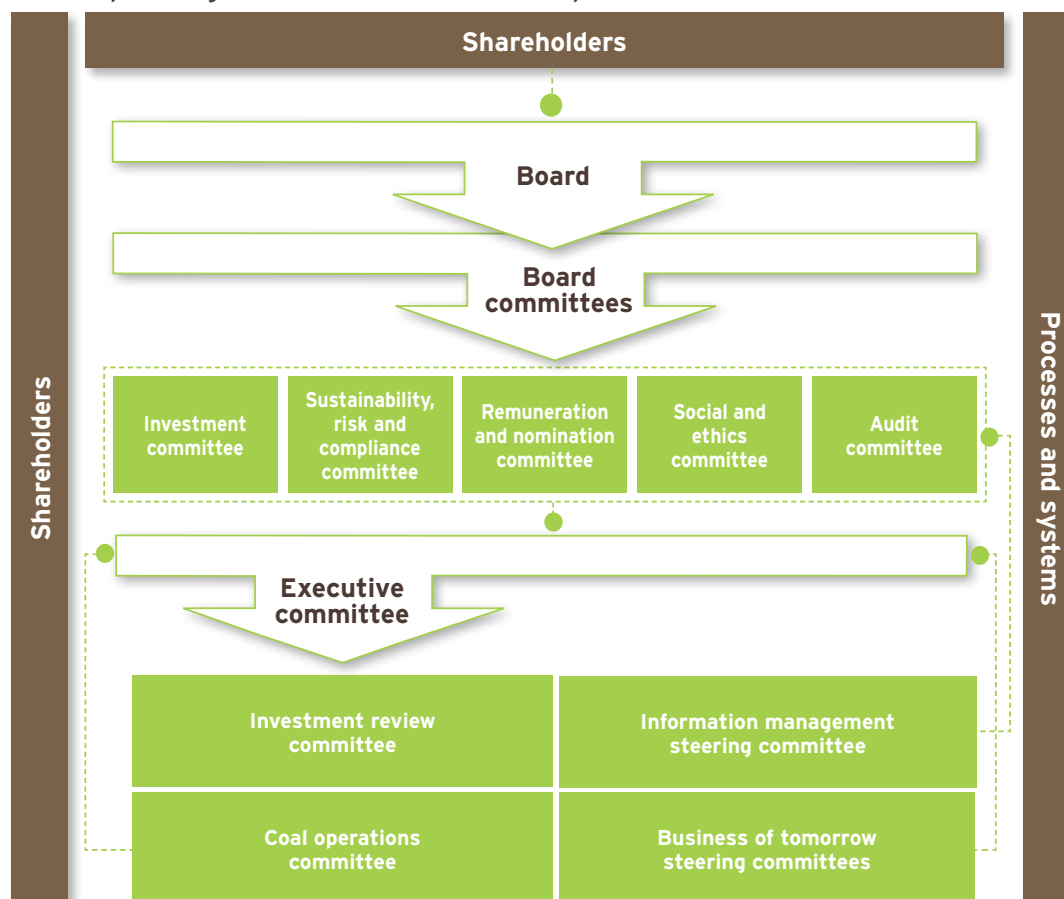 Shareholders
Shareholders
Processes and systems
Board
Board
committees
Investment
committee
Sustainability,
risk and
compliance
committee
Remuneration
and nomination
committee
Social and
ethics
committee
Audit
committee
Executive
committee
Investment review
committee
Information management
steering committee
Coal operations
committee
Business of tomorrow
steering committees